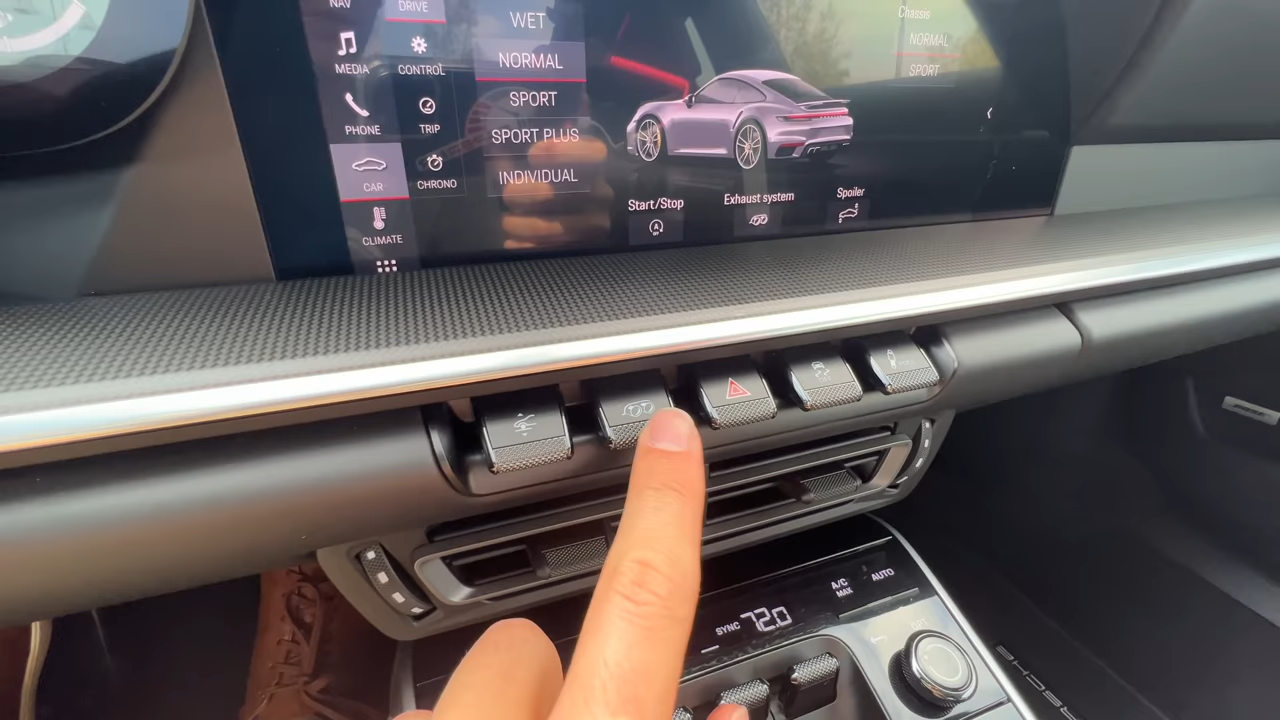 NAV
DRIVE
MEDIA
CONTROL
PHONE
TRIP
CAR
CHRONO
CLIMATE
WET
NORMAL
SPORT
SPORT PLUS
INDIVIDUAL
Start/Stop
Exhaust system
Spoiler
Chassis
NORMAL
SPORT
SYNC 72.0
A/C
MAX
AUTO
PORSCHE